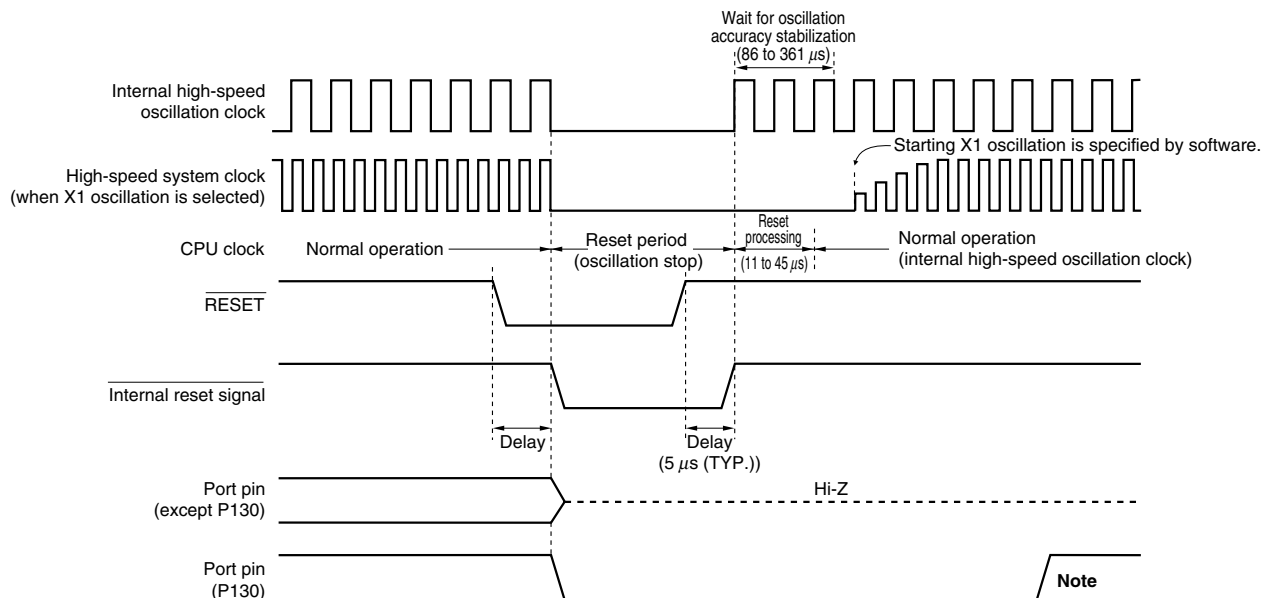 Wait for oscillation
accuracy stabilization
(86 to 361 μs)
Internal high-speed
oscillation clock
Starting X1 oscillation is specified by software.
High-speed system clock
(when X1 oscillation is selected)
CPU clock
Normal operation
Reset period
(oscillation stop)
Reset
processing
(11 to 45 μs)
Normal operation
(internal high-speed oscillation clock)
RESET
Internal reset signal
Delay
Delay
(5 μs (TYP.))
Port pin
(except P130)
Hi-Z
Port pin
(P130)
Note